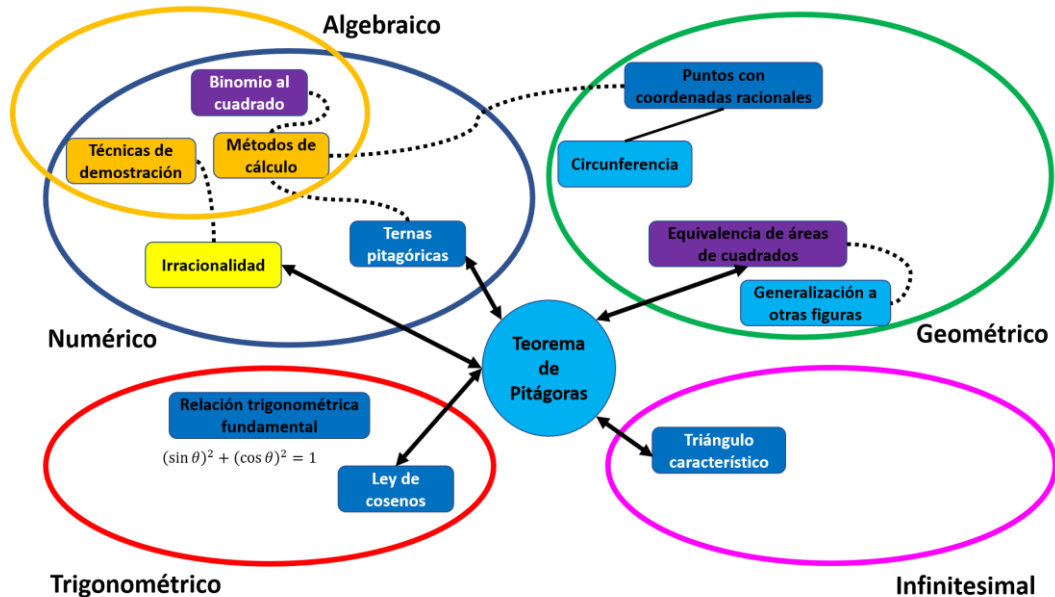 Algebraico
Binomio al
cuadrado
Técnicas de
demostración
Métodos de
cálculo
Irracionalidad
Ternas
pitagóricas
Numérico
Puntos con
coordenadas racionales
Circunferencia
Equivalencia de áreas
de cuadrados
Generalización a
otras figuras
Geométrico
Teorema
de
Pitágoras
Relación trigonométrica
fundamental
(sin θ)² + (cos θ)² = 1
Ley de
cosenos
Trigonométrico
Triángulo
característico
Infinitesimal